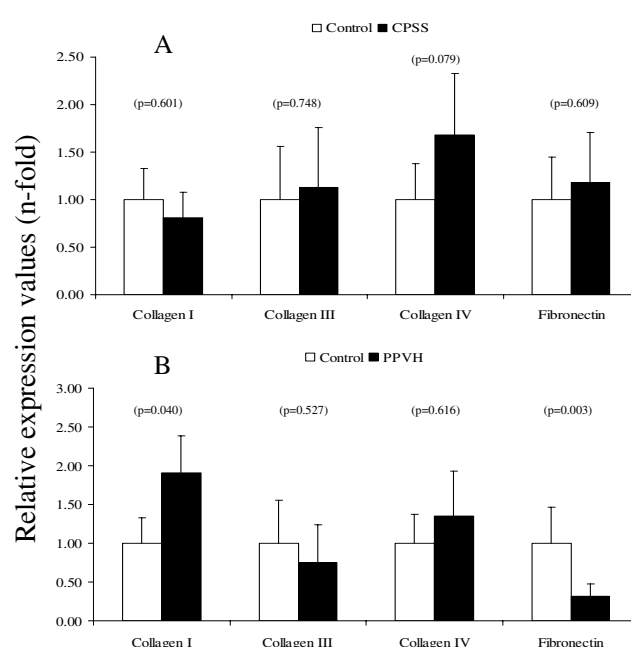 Relative expression values (n-fold)
A
Control CPSS
2.50
2.00
1.50
1.00
0.50
0.00
(p=0.601)
(p=0.748)
(p=0.079)
(p=0.609)
Collagen I
Collagen III
Collagen IV
Fibronectin
B
Control PPVH
3.00
2.50
2.00
1.50
1.00
0.50
0.00
(p=0.040)
(p=0.527)
(p=0.616)
(p=0.003)
Collagen I
Collagen III
Collagen IV
Fibronectin